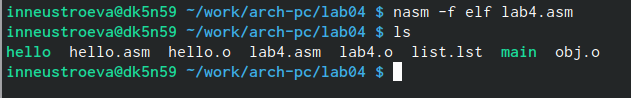 inneustroeva@dk5n59 ~/work/arch-pc/lab04 $ nasm -f elf lab4.asm
inneustroeva@dk5n59 ~/work/arch-pc/lab04 $ ls
hello  hello.asm  hello.o  lab4.asm  lab4.o  list.lst  main  obj.o
inneustroeva@dk5n59 ~/work/arch-pc/lab04 $